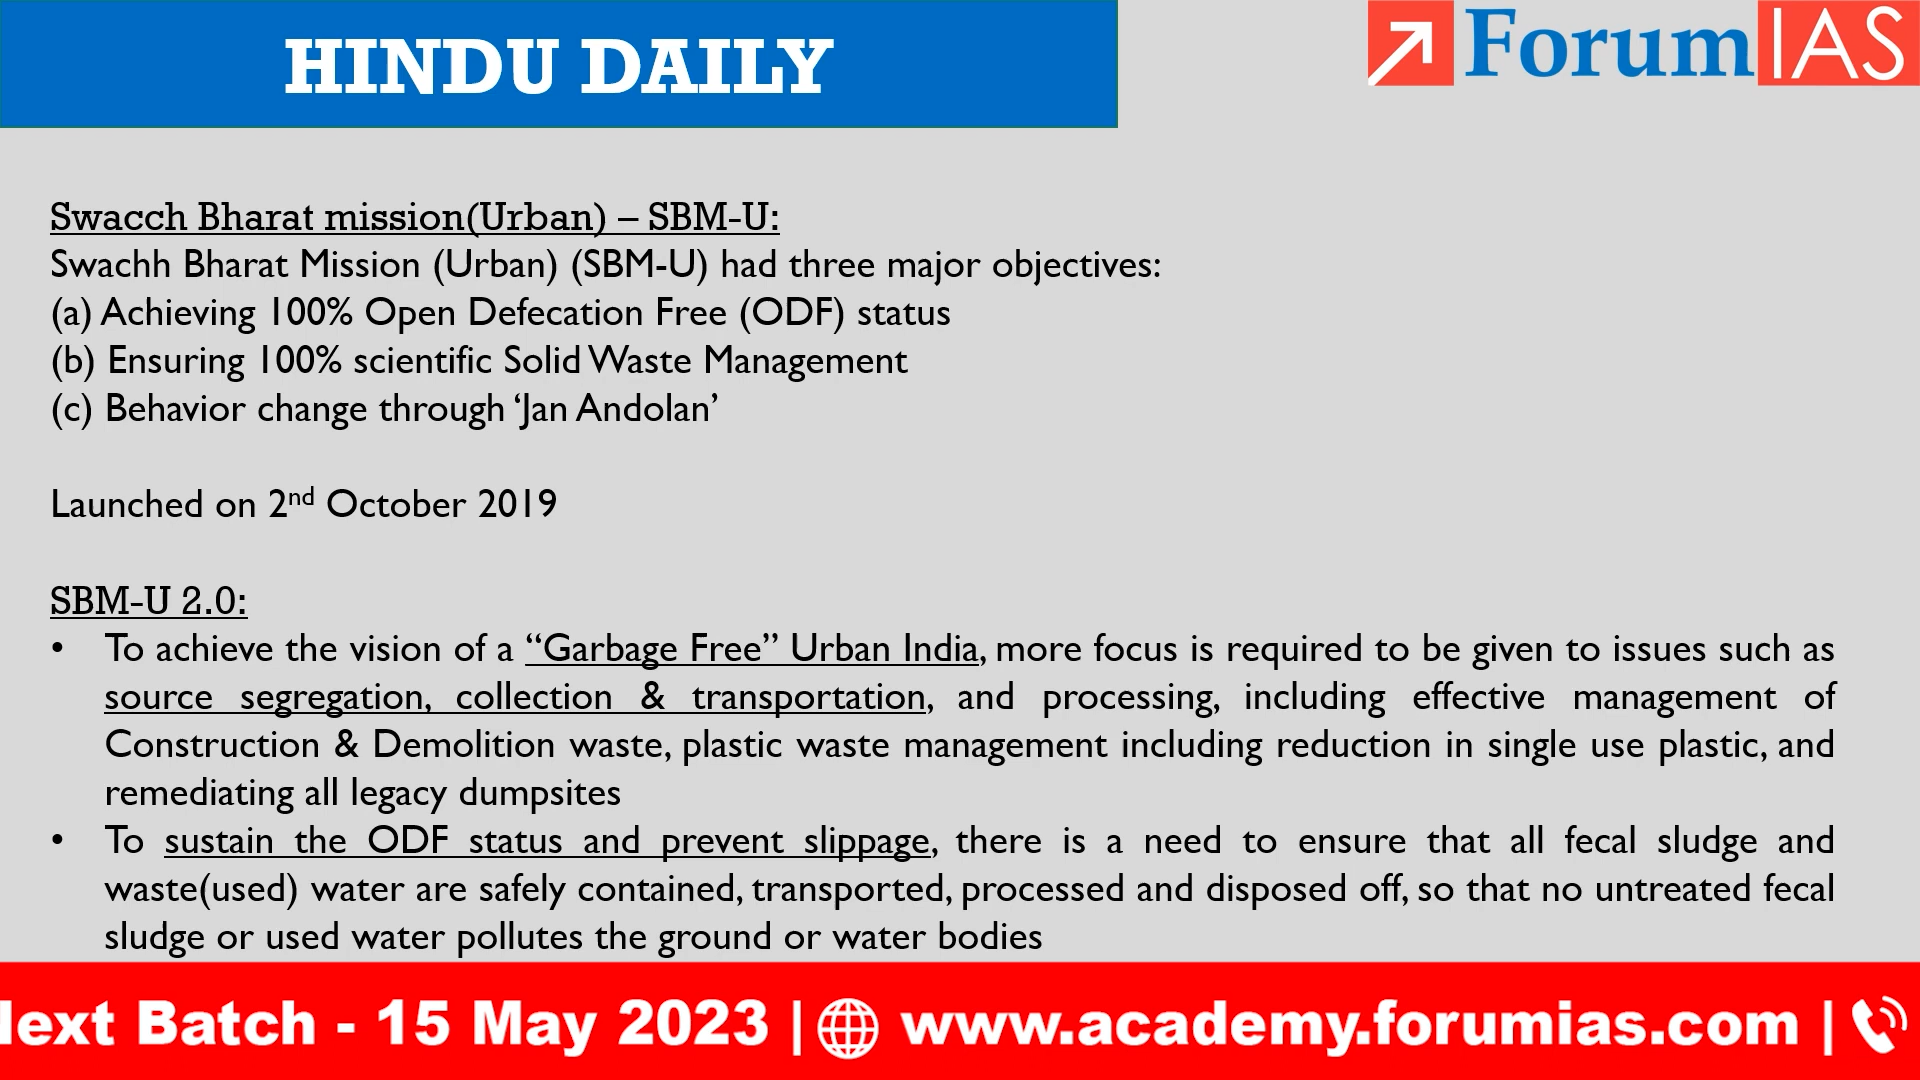 HINDU DAILY
ForumIAS
Swacch Bharat mission(Urban) – SBM-U:
Swachh Bharat Mission (Urban) (SBM-U) had three major objectives:
(a) Achieving 100% Open Defecation Free (ODF) status
(b) Ensuring 100% scientific Solid Waste Management
(c) Behavior change through ‘Jan Andolan’
Launched on 2nd October 2019
SBM-U 2.0:
• To achieve the vision of a “Garbage Free” Urban India, more focus is required to be given to issues such as
source segregation, collection & transportation, and processing, including effective management of
Construction & Demolition waste, plastic waste management including reduction in single use plastic, and
remediating all legacy dumpsites
• To sustain the ODF status and prevent slippage, there is a need to ensure that all fecal sludge and
waste(used) water are safely contained, transported, processed and disposed off, so that no untreated fecal
sludge or used water pollutes the ground or water bodies
Next Batch - 15 May 2023 | www.academy.forumias.com |